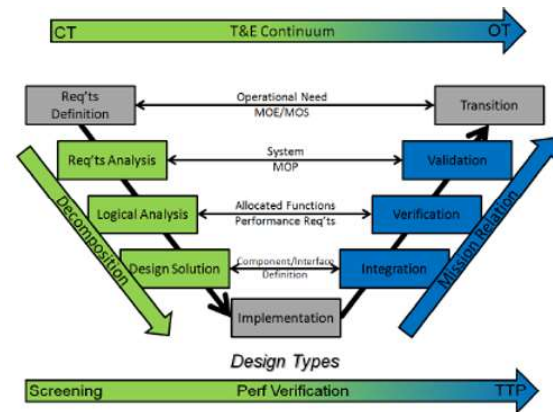 CT T&E Continuum OT
Req'ts
Definition
Operational Need
MOE/MOS
Transition
Req'ts Analysis
System
MOP
Validation
Logical Analysis
Allocated Functions
Performance Req'ts
Verification
Design Solution
Component/Interface
Definition
Integration
Implementation
Decomposition
Mission Relation
Design Types
Screening Perf Verification TTP